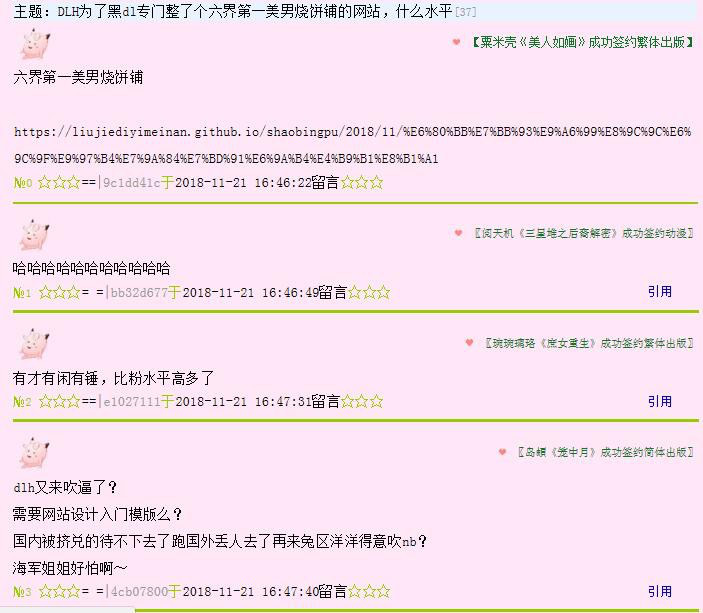 主题：DLH为了黑dl专门整了个六界第一美男烧饼铺的网站，什么水平[37]
【粟米壳《美人如画》成功签约繁体出版】
六界第一美男烧饼铺
https://liujiediyimeinan.github.io/shaobingpu/2018/11/%E6%80%BB%E7%BB%93%E9%A6%99%E8%9C%9C%E6%
9C%9F%E9%97%B4%E7%9A%84%E7%BD%91%E6%9A%B4%E4%B9%B1%E8%B1%A1
№0 ☆☆☆==|9c1dd41c于2018-11-21 16:46:22留言☆☆☆
〖阅天机《三星堆之后裔解密》成功签约动漫〗
哈哈哈哈哈哈哈哈哈哈哈
№1 ☆☆☆= =|bb32d677于2018-11-21 16:46:49留言☆☆☆ 引用
〖琬琬璃珞《庶女重生》成功签约繁体出版〗
有才有闲有锤，比粉水平高多了
№2 ☆☆☆==|e1027111于2018-11-21 16:47:31留言☆☆☆ 引用
〖岛頔《笼中月》成功签约简体出版〗
dlh又来吹逼了？
需要网站设计入门模版么？
国内被挤兑的待不下去了跑国外丢人去了再来兔区洋洋得意吹nb？
海军姐姐好怕啊～
№3 ☆☆☆= =|4cb07800于2018-11-21 16:47:40留言☆☆☆ 引用